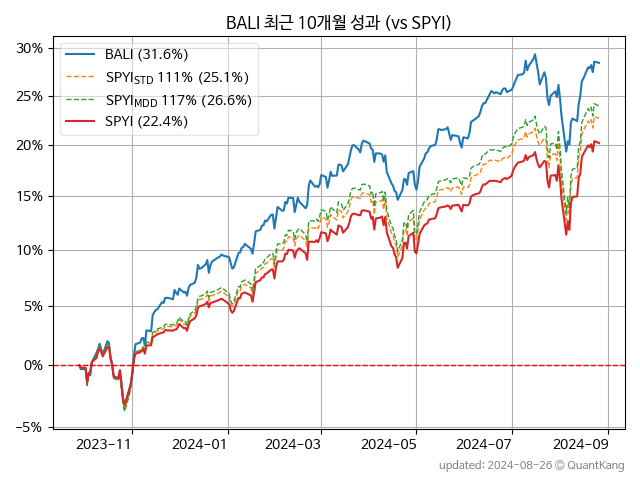 BALI 최근 10개월 성과 (vs SPYI)
BALI (31.6%)
SPYI_STD 111% (25.1%)
SPYI_MDD 117% (26.6%)
SPYI (22.4%)
30%
25%
20%
15%
10%
5%
0%
−5%
2023-11
2024-01
2024-03
2024-05
2024-07
2024-09
updated: 2024-08-26 © QuantKang